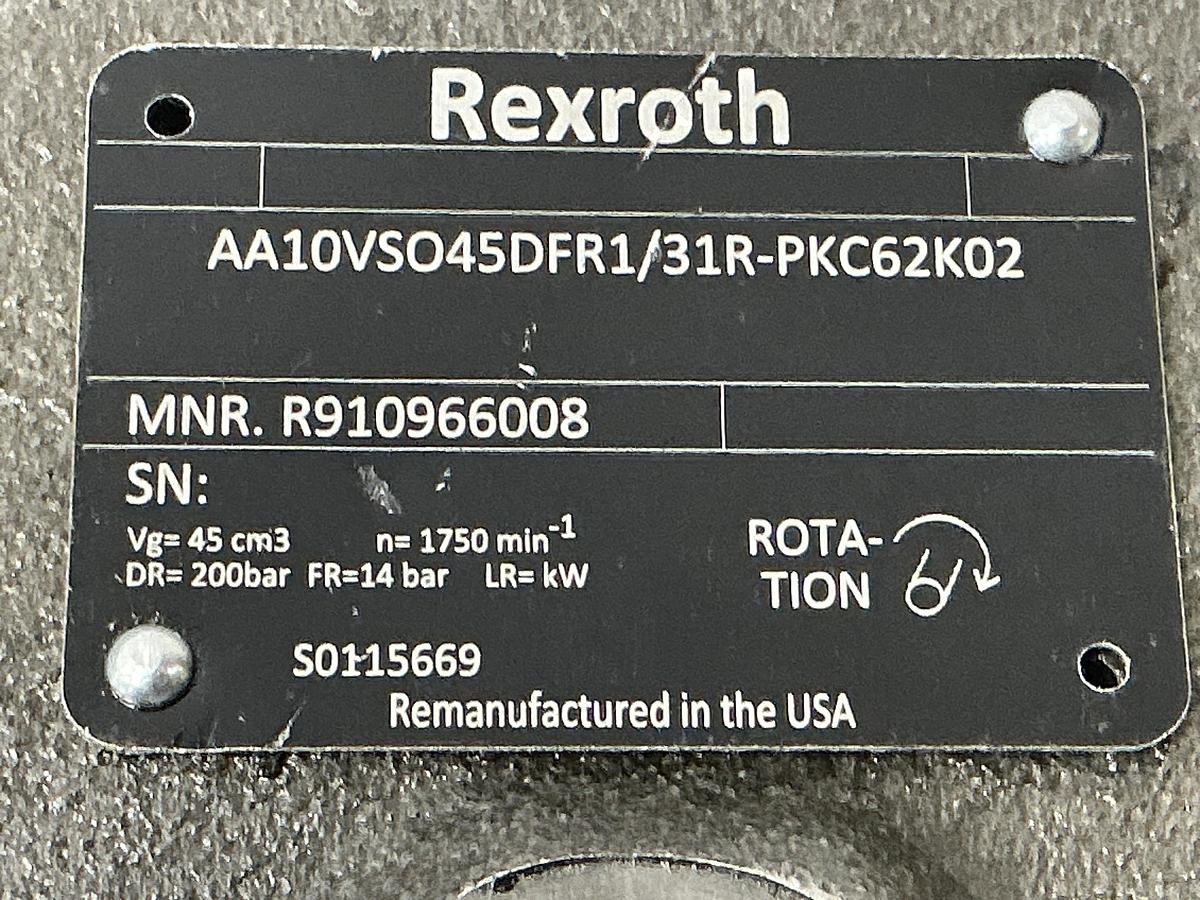 Rexroth
AA10VSO45DFR1/31R-PKC62K02
MNR. R910966008
SN:
Vg= 45 cm3 n= 1750 min-1
DR= 200bar FR=14 bar LR= kW
ROTA-
TION
S0115669
Remanufactured in the USA